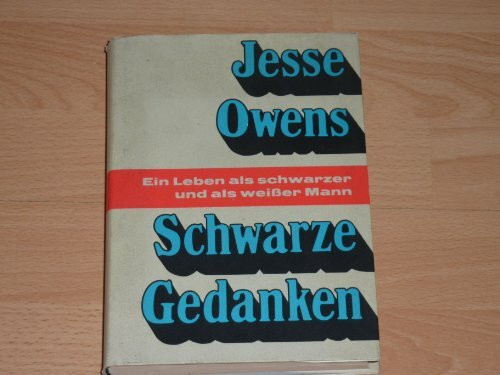 Jesse
Owens
Ein Leben als schwarzer
und als weißer Mann
Schwarze
Gedanken